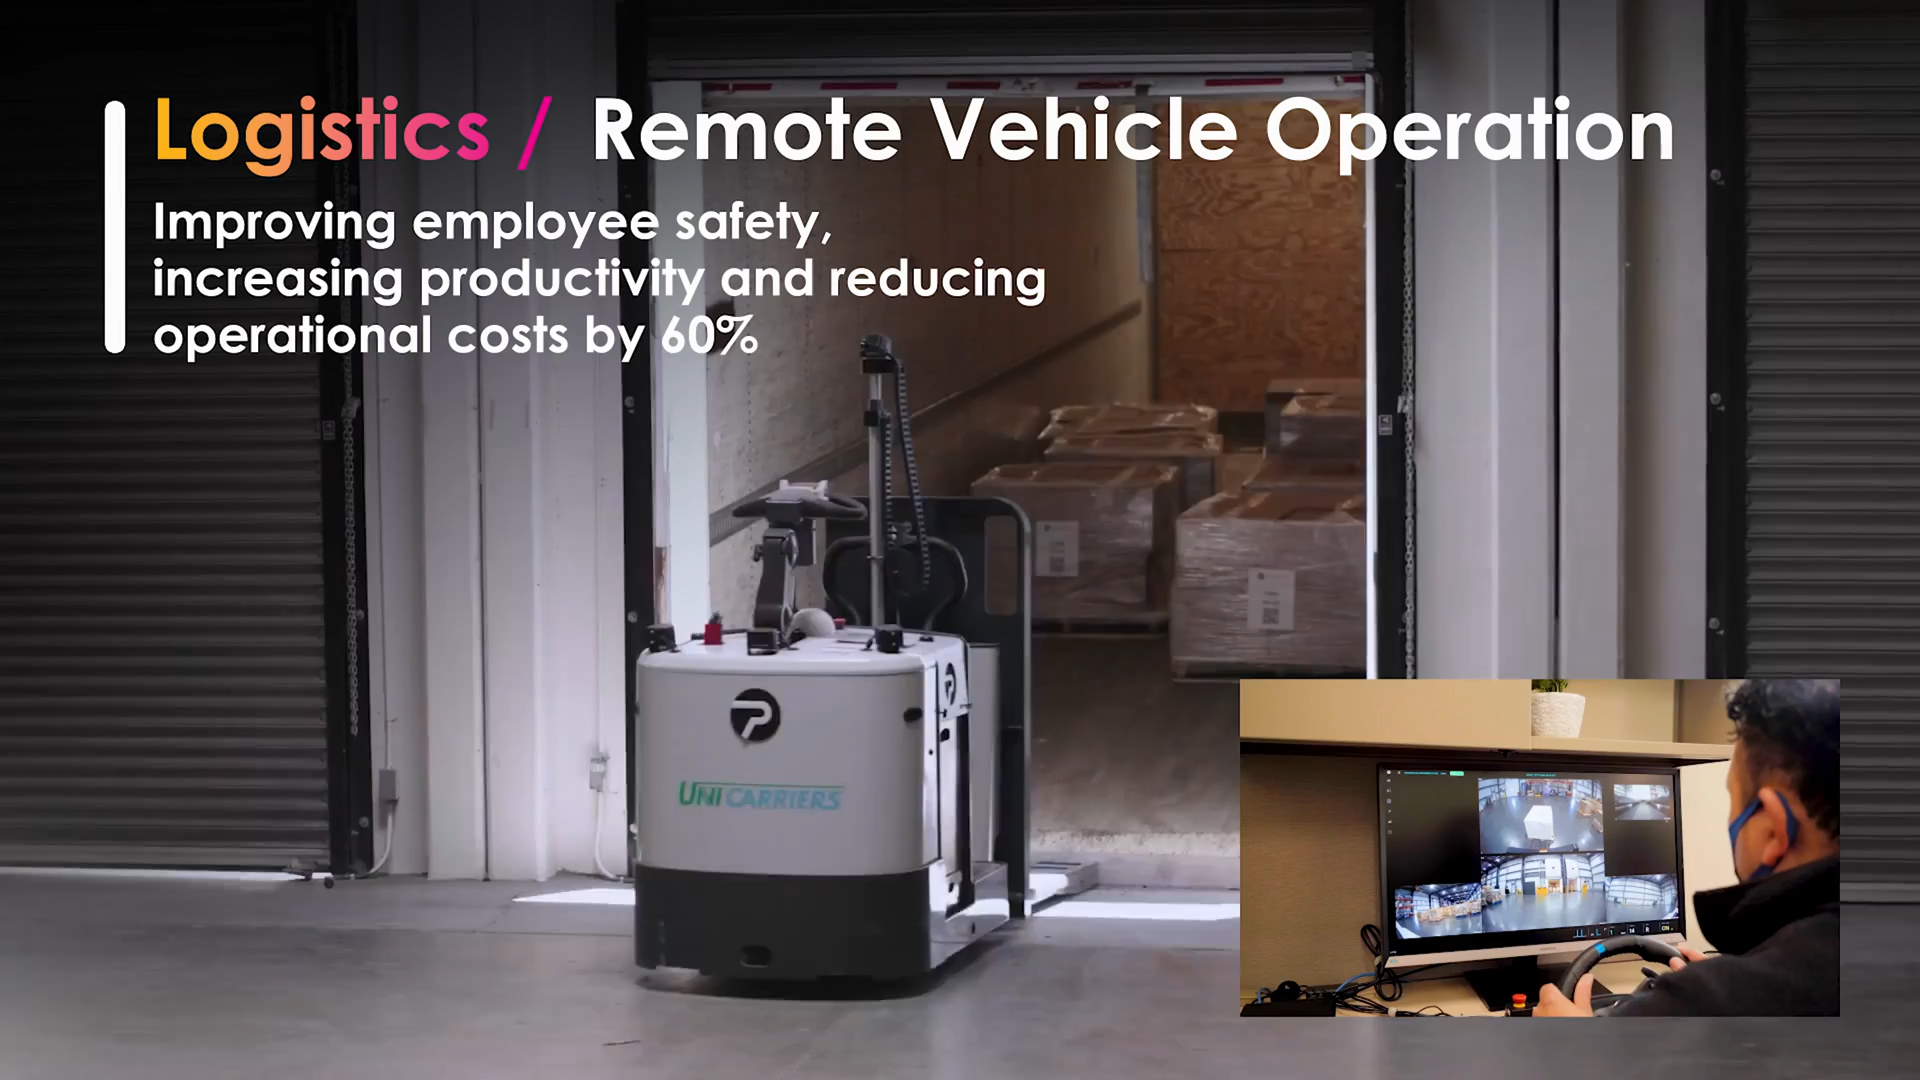 Logistics / Remote Vehicle Operation
Improving employee safety,
increasing productivity and reducing
operational costs by 60%
UNICARRIERS